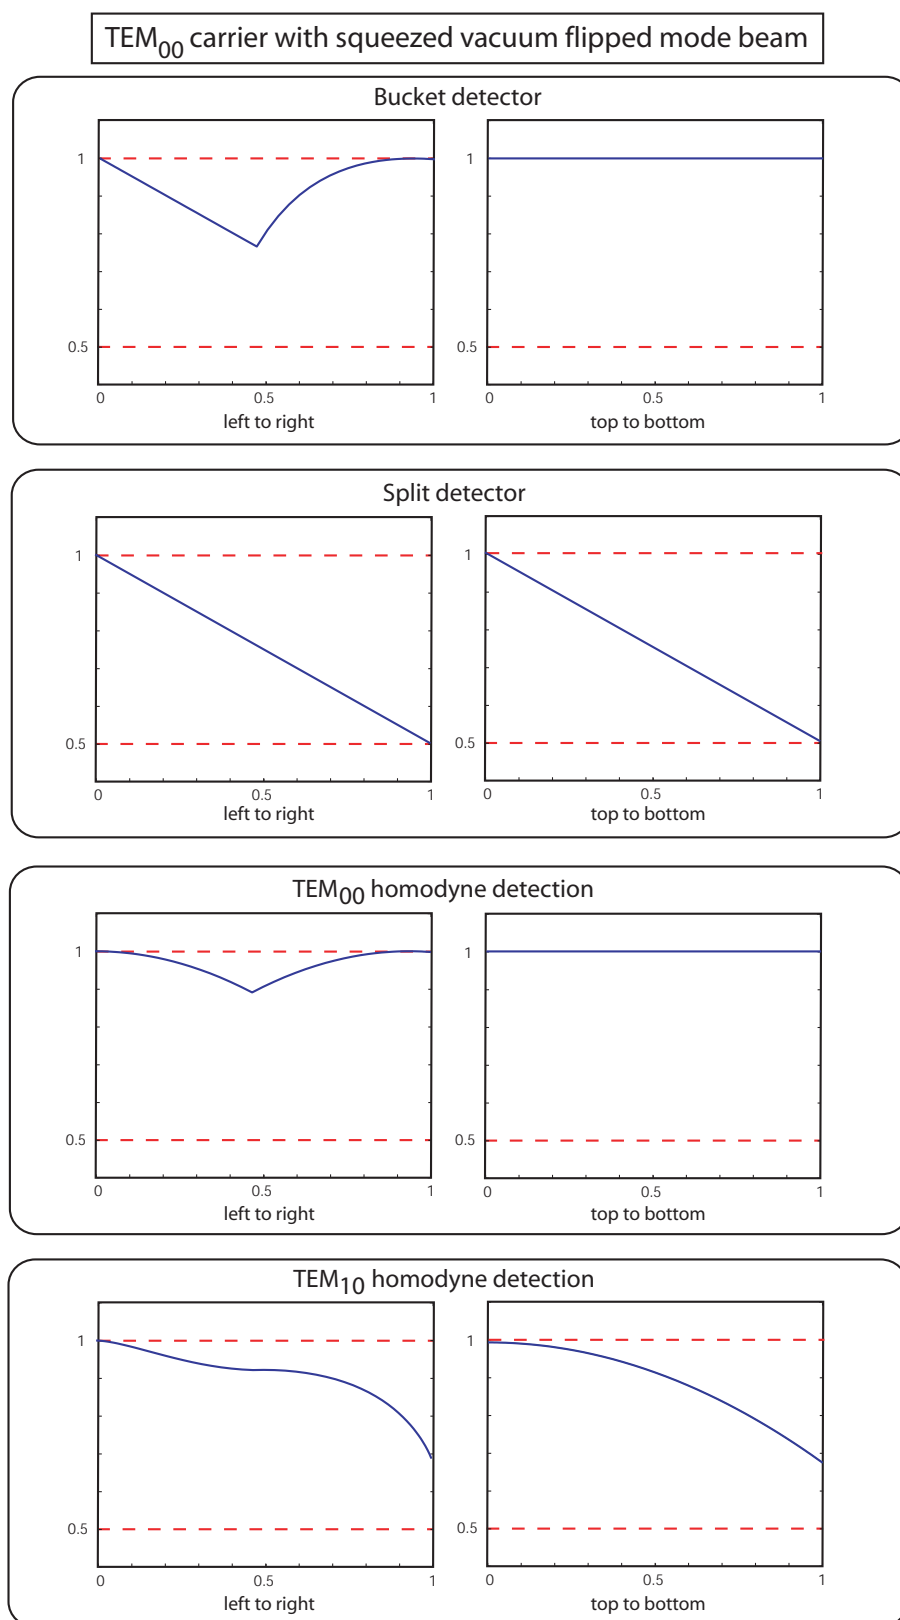 TEM00 carrier with squeezed vacuum flipped mode beam
Bucket detector
1
0.5
0 0.5 1
left to right
1
0.5
0 0.5 1
top to bottom
Split detector
1
0.5
0 0.5 1
left to right
1
0.5
0 0.5 1
top to bottom
TEM00 homodyne detection
1
0.5
0 0.5 1
left to right
1
0.5
0 0.5 1
top to bottom
TEM10 homodyne detection
1
0.5
0 0.5 1
left to right
1
0.5
0 0.5 1
top to bottom